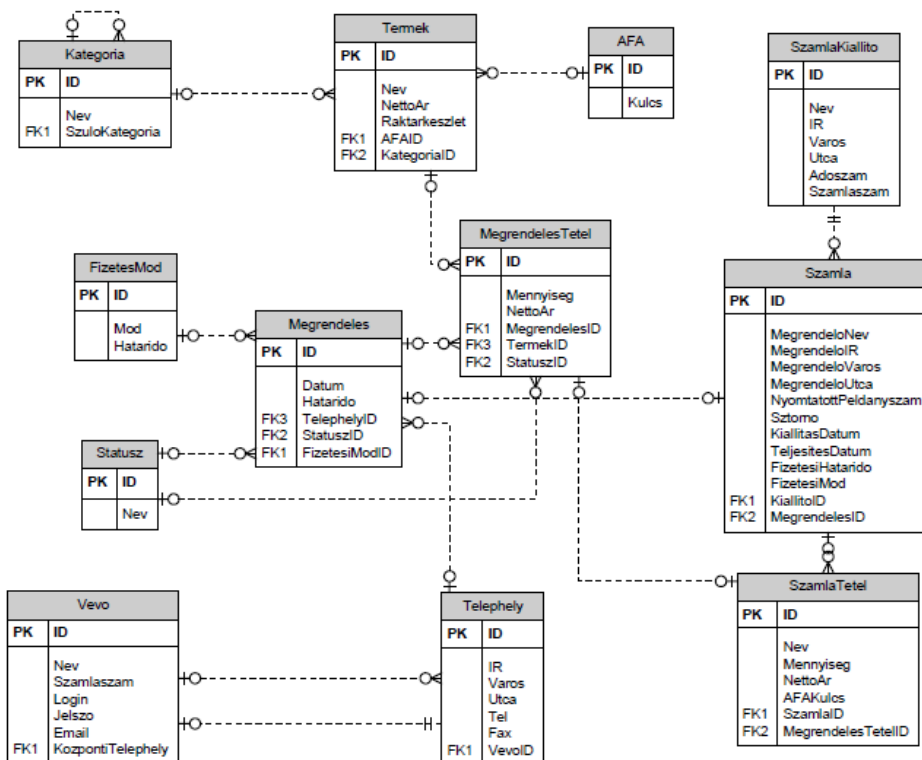 Kategoria
PK ID
Nev
FK1 SzuloKategoria
Termek
PK ID
Nev
NettoAr
Raktarkeszlet
FK1 AFAID
FK2 KategoriaID
AFA
PK ID
Kulcs
SzamlaKiallito
PK ID
Nev
IR
Varos
Utca
Adoszam
Szamlaszam
FizetesMod
PK ID
Mod
Hatarido
Megrendeles
PK ID
Datum
Hatarido
FK3 TelephelyID
FK2 StatuszID
FK1 FizetesiModID
MegrendelesTetel
PK ID
Mennyiseg
NettoAr
FK1 MegrendelesID
FK3 TermekID
FK2 StatuszID
Szamla
PK ID
MegrendeloNev
MegrendeloIR
MegrendeloVaros
MegrendeloUtca
NyomtatottPeldanyszam
Sztorno
KiallitasDatum
TeljesitesDatum
FizetesiHatarido
FizetesiMod
FK1 KiallitoID
FK2 MegrendelesID
Statusz
PK ID
Nev
Vevo
PK ID
Nev
Szamlaszam
Login
Jelszo
Email
FK1 KozpontiTelephely
Telephely
PK ID
IR
Varos
Utca
Tel
Fax
FK1 VevoID
SzamlaTetel
PK ID
Nev
Mennyiseg
NettoAr
AFAKulcs
FK1 SzamlaID
FK2 MegrendelesTetelID